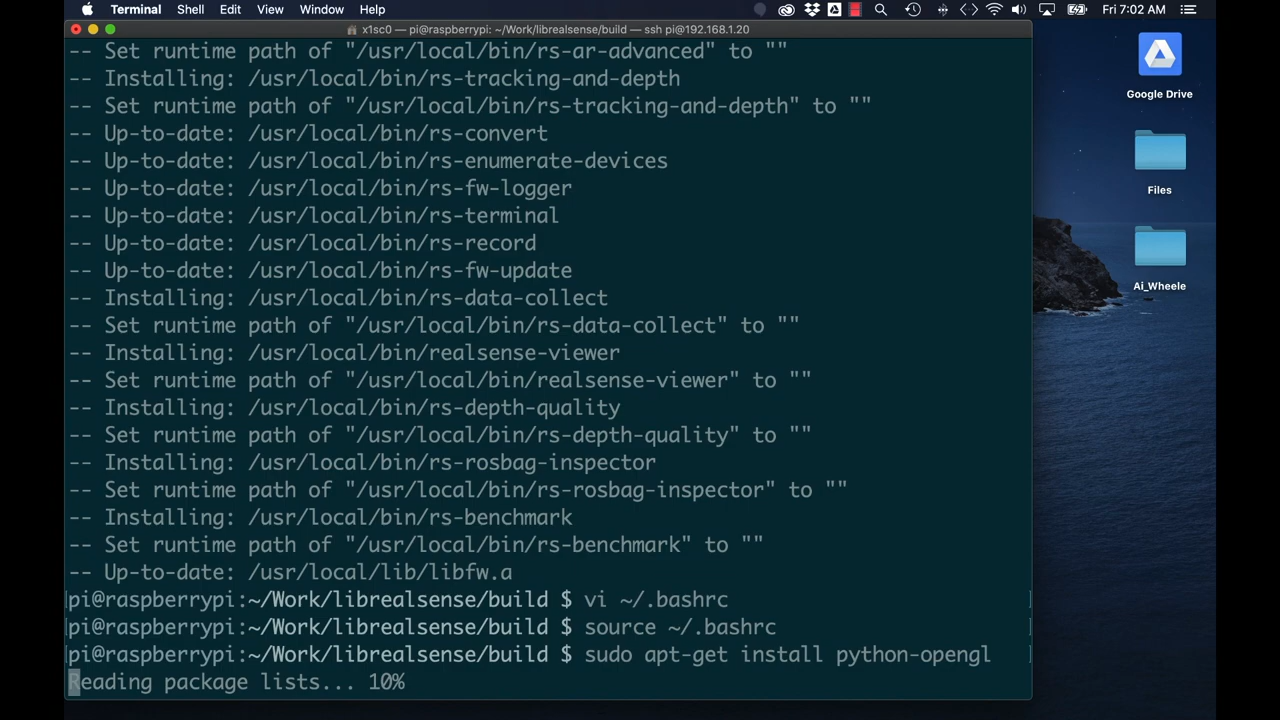 Terminal Shell Edit View Window Help Fri 7:02 AM
x1sc0 — pi@raspberrypi: ~/Work/librealsense/build — ssh pi@192.168.1.20
-- Set runtime path of "/usr/local/bin/rs-ar-advanced" to ""
-- Installing: /usr/local/bin/rs-tracking-and-depth
-- Set runtime path of "/usr/local/bin/rs-tracking-and-depth" to ""
-- Up-to-date: /usr/local/bin/rs-convert
-- Up-to-date: /usr/local/bin/rs-enumerate-devices
-- Up-to-date: /usr/local/bin/rs-fw-logger
-- Up-to-date: /usr/local/bin/rs-terminal
-- Up-to-date: /usr/local/bin/rs-record
-- Up-to-date: /usr/local/bin/rs-fw-update
-- Installing: /usr/local/bin/rs-data-collect
-- Set runtime path of "/usr/local/bin/rs-data-collect" to ""
-- Installing: /usr/local/bin/realsense-viewer
-- Set runtime path of "/usr/local/bin/realsense-viewer" to ""
-- Installing: /usr/local/bin/rs-depth-quality
-- Set runtime path of "/usr/local/bin/rs-depth-quality" to ""
-- Installing: /usr/local/bin/rs-rosbag-inspector
-- Set runtime path of "/usr/local/bin/rs-rosbag-inspector" to ""
-- Installing: /usr/local/bin/rs-benchmark
-- Set runtime path of "/usr/local/bin/rs-benchmark" to ""
-- Up-to-date: /usr/local/lib/libfw.a
[pi@raspberrypi:~/Work/librealsense/build $ vi ~/.bashrc ]
[pi@raspberrypi:~/Work/librealsense/build $ source ~/.bashrc ]
[pi@raspberrypi:~/Work/librealsense/build $ sudo apt-get install python-opengl ]
Reading package lists... 10%
Google Drive
Files
Ai_Wheele